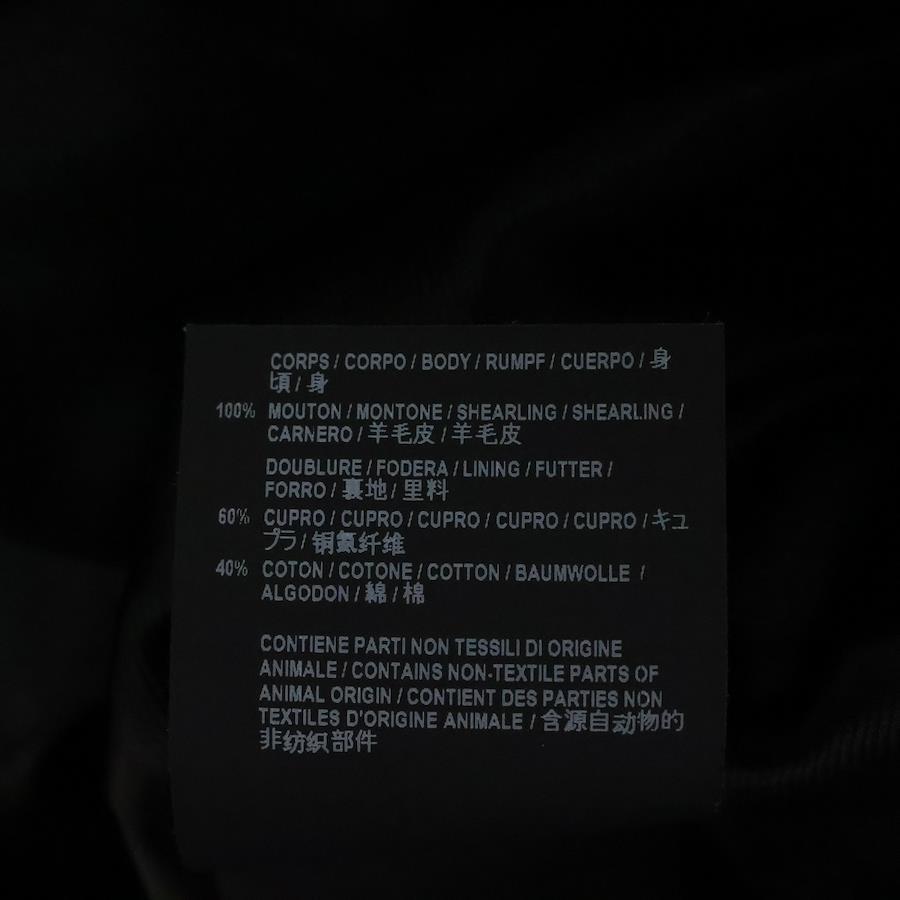 CORPS / CORPO / BODY / RUMPF / CUERPO / 身
頃 / 身
100% MOUTON / MONTONE / SHEARLING / SHEARLING /
CARNERO / 羊毛皮 / 羊毛皮
DOUBLURE / FODERA / LINING / FUTTER /
FORRO / 裏地 / 里料
60% CUPRO / CUPRO / CUPRO / CUPRO / CUPRO / キュ
プラ / 铜氨纤维
40% COTON / COTONE / COTTON / BAUMWOLLE /
ALGODON / 綿 / 棉
CONTIENE PARTI NON TESSILI DI ORIGINE
ANIMALE / CONTAINS NON-TEXTILE PARTS OF
ANIMAL ORIGIN / CONTIENT DES PARTIES NON
TEXTILES D'ORIGINE ANIMALE / 含源自动物的
非纺织部件